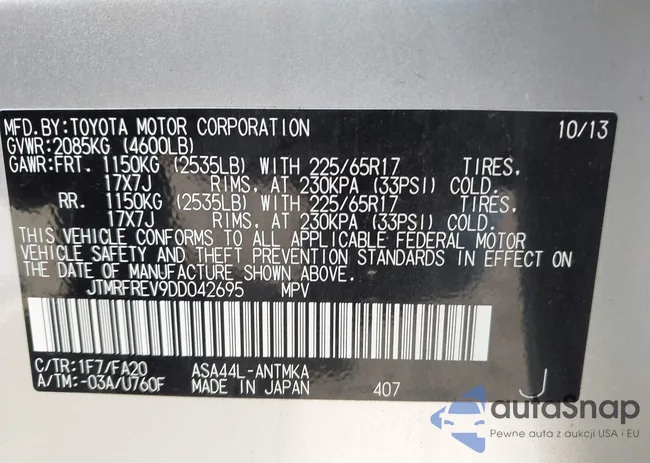 MFD.BY:TOYOTA MOTOR CORPORATION 10/13
GVWR:2085KG (4600LB)
GAWR:FRT. 1150KG (2535LB) WITH 225/65R17 TIRES,
17X7J RIMS, AT 230KPA (33PSI) COLD.
RR. 1150KG (2535LB) WITH 225/65R17 TIRES,
17X7J RIMS, AT 230KPA (33PSI) COLD.
THIS VEHICLE CONFORMS TO ALL APPLICABLE FEDERAL MOTOR
VEHICLE SAFETY AND THEFT PREVENTION STANDARDS IN EFFECT ON
THE DATE OF MANUFACTURE SHOWN ABOVE.
JTMRFREV9DD042695 MPV
C/TR:1F7/FA20 ASA44L-ANTMKA
A/TM:-03A/U760F MADE IN JAPAN 407 J
autaSnap
Pewne auta z aukcji USA i EU